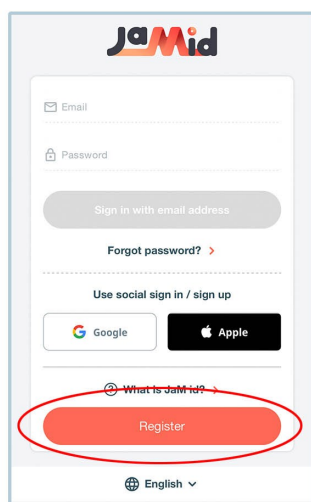 JaMid
Email
Password
Sign in with email address
Forgot password? >
Use social sign in / sign up
Google
Apple
What is JaM id? >
Register
English